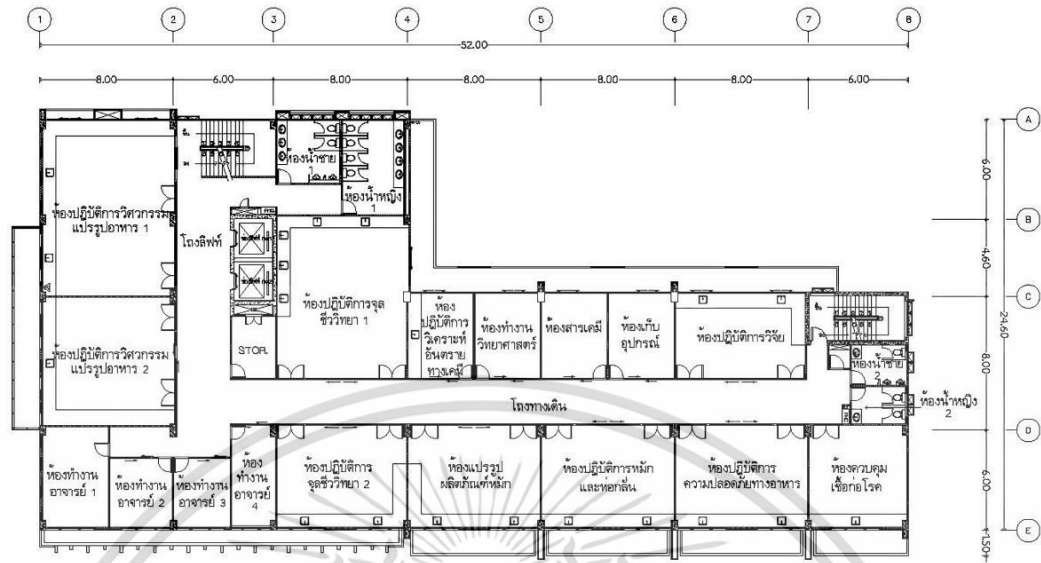 1 2 3 4 5 6 7 8
52.00
8.00 6.00 8.00 8.00 8.00 8.00 6.00
A
B
C
D
E
6.00
4.60
8.00
6.00
1.50
24.60
ห้องน้ำชาย
1
ห้องน้ำหญิง
1
ห้องปฏิบัติการวิศวกรรม
แปรรูปอาหาร 1
โถงลิฟท์
ห้องปฏิบัติการจุล
ชีววิทยา 1
ห้อง
ปฏิบัติการ
วิเคราะห์
อันตราย
ทางเคมี
ห้องทำงาน
วิทยาศาสตร์
ห้องสารเคมี
ห้องเก็บ
อุปกรณ์
ห้องปฏิบัติการวิจัย
ห้องปฏิบัติการวิศวกรรม
แปรรูปอาหาร 2
STOR.
ห้องน้ำชาย
2
ห้องน้ำหญิง
2
โถงทางเดิน
ห้องทำงาน
อาจารย์ 1
ห้องทำงาน
อาจารย์ 2
ห้องทำงาน
อาจารย์ 3
ห้อง
ทำงาน
อาจารย์
4
ห้องปฏิบัติการ
จุลชีววิทยา 2
ห้องแปรรูป
ผลิตภัณฑ์หมัก
ห้องปฏิบัติการหมัก
และห่อกลั่น
ห้องปฏิบัติการ
ความปลอดภัยทางอาหาร
ห้องควบคุม
เชื้อก่อโรค